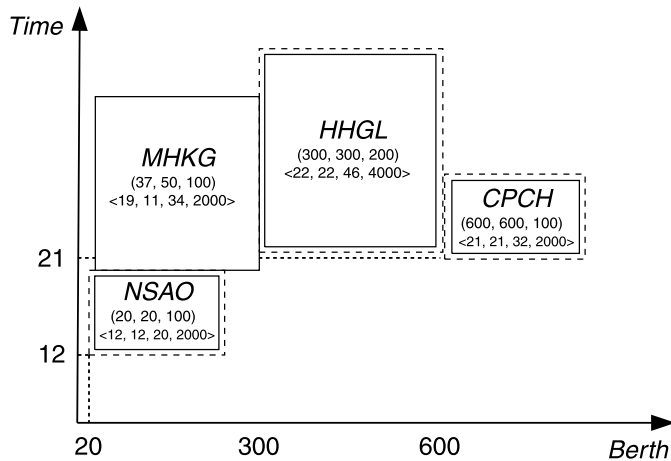 Time
HHGL
(300, 300, 200)
<22, 22, 46, 4000>
MHKG
(37, 50, 100)
<19, 11, 34, 2000>
CPCH
(600, 600, 100)
<21, 21, 32, 2000>
21
NSAO
(20, 20, 100)
<12, 12, 20, 2000>
12
20 300 600
Berth